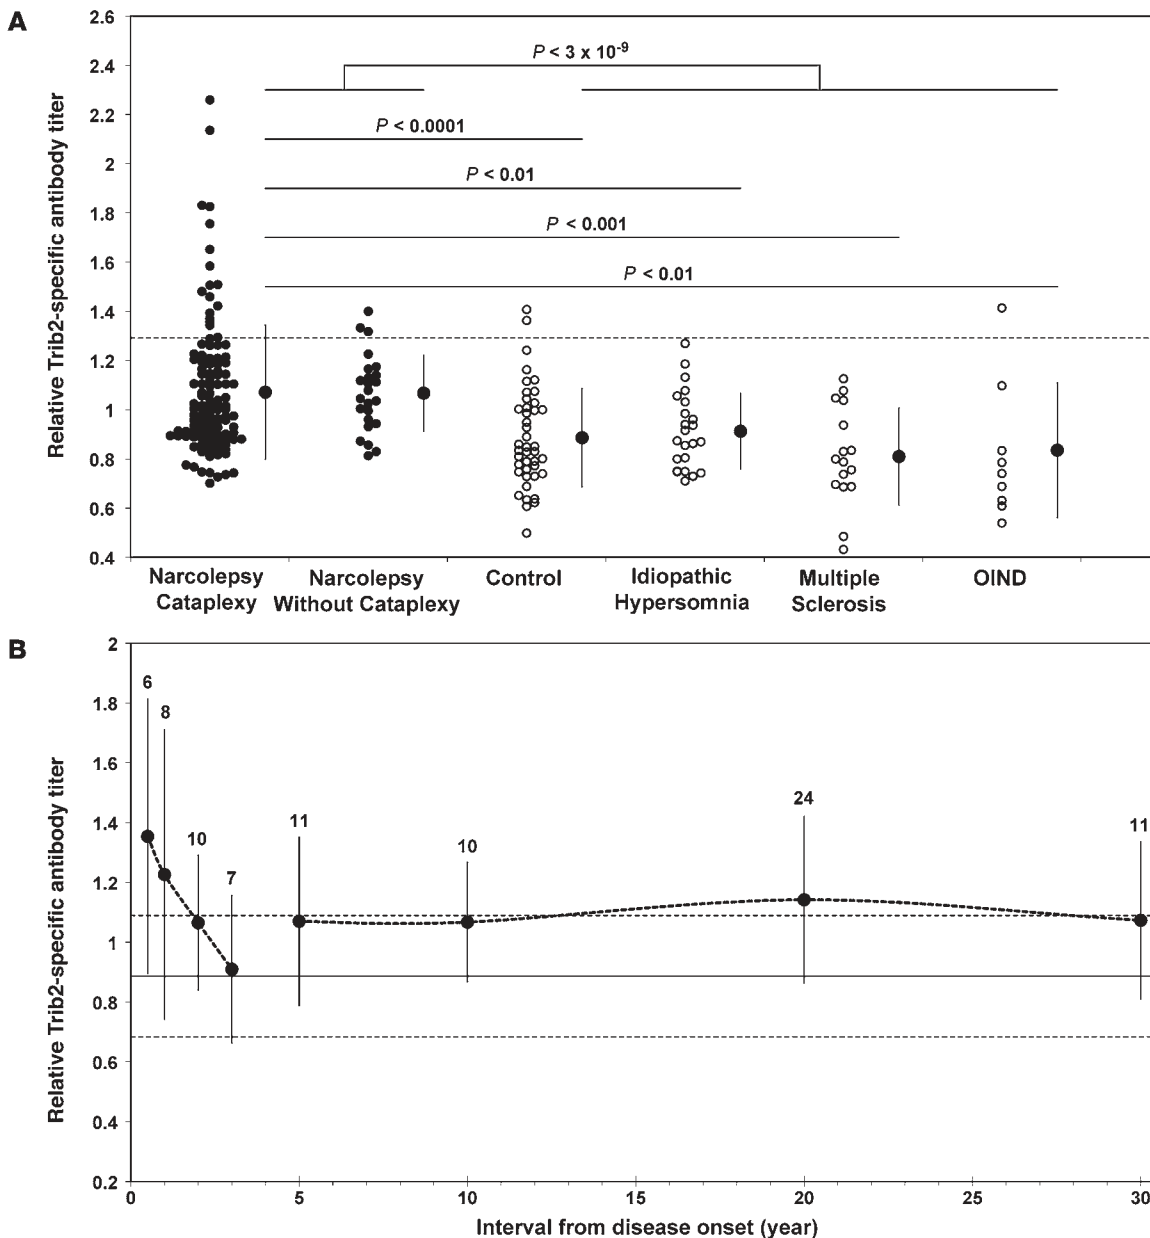 A
Relative Trib2-specific antibody titer
2.6
2.4
2.2
2
1.8
1.6
1.4
1.2
1
0.8
0.6
0.4
P < 3 x 10-9
P < 0.0001
P < 0.01
P < 0.001
P < 0.01
Narcolepsy
Cataplexy
Narcolepsy
Without Cataplexy
Control
Idiopathic
Hypersomnia
Multiple
Sclerosis
OIND
B
Relative Trib2-specific antibody titer
2
1.8
1.6
1.4
1.2
1
0.8
0.6
0.4
0.2
6
8
10
7
11
10
24
11
0 5 10 15 20 25 30
Interval from disease onset (year)